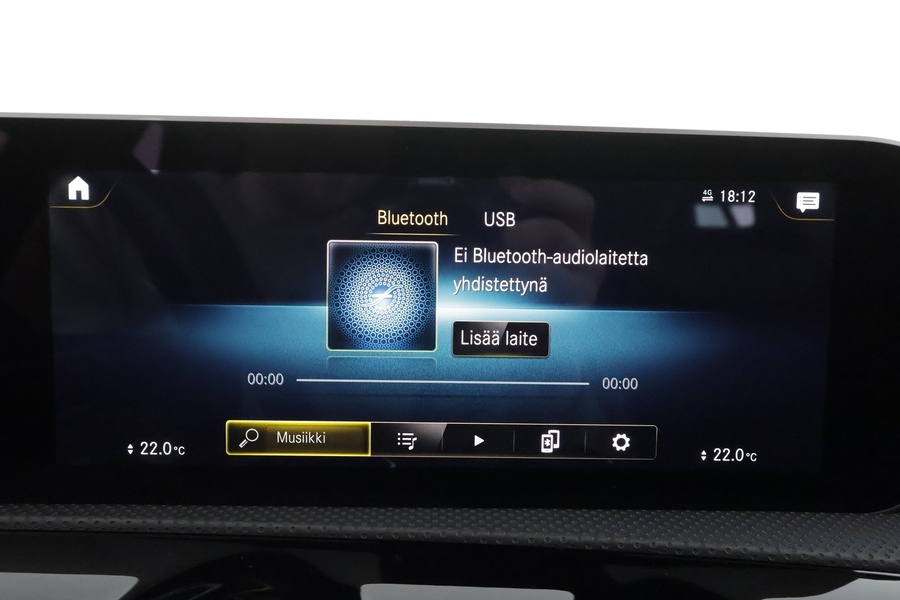 4G 18:12
Bluetooth USB
Ei Bluetooth-audiolaitetta
yhdistettynä
Lisää laite
00:00 00:00
Musiikki
22.0°C 22.0°C